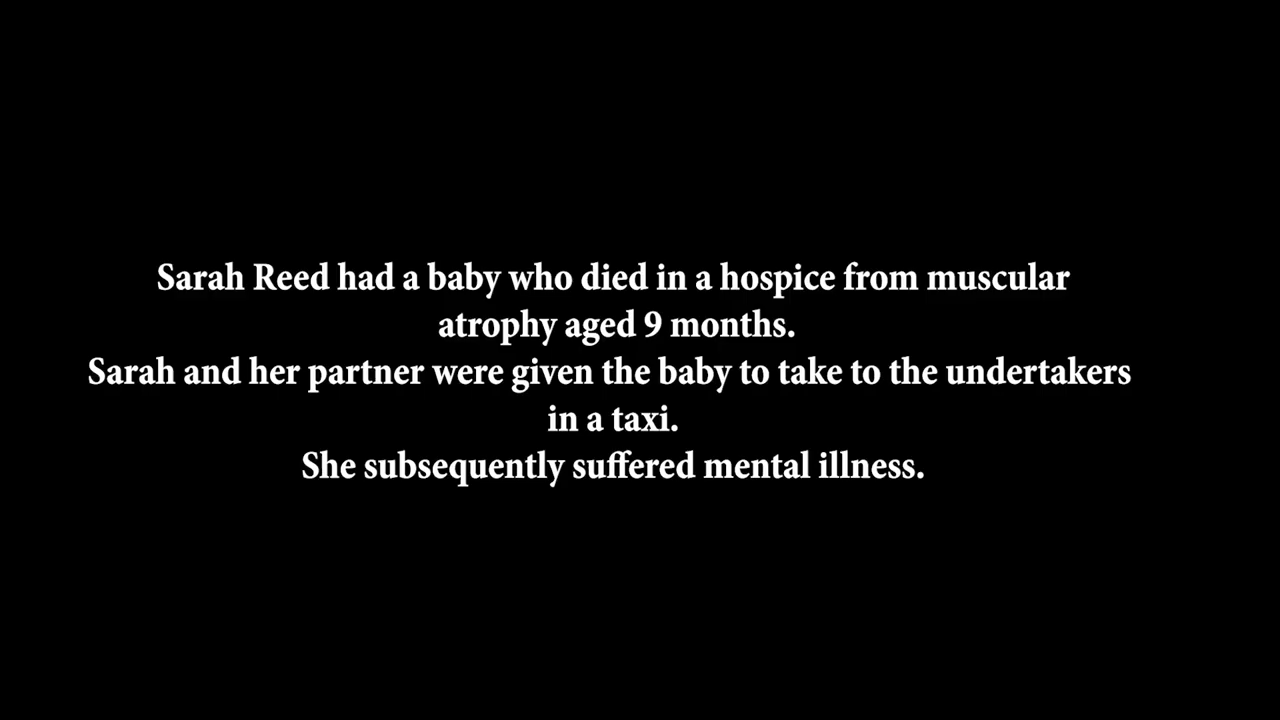 Sarah Reed had a baby who died in a hospice from muscular
atrophy aged 9 months.
Sarah and her partner were given the baby to take to the undertakers
in a taxi.
She subsequently suffered mental illness.